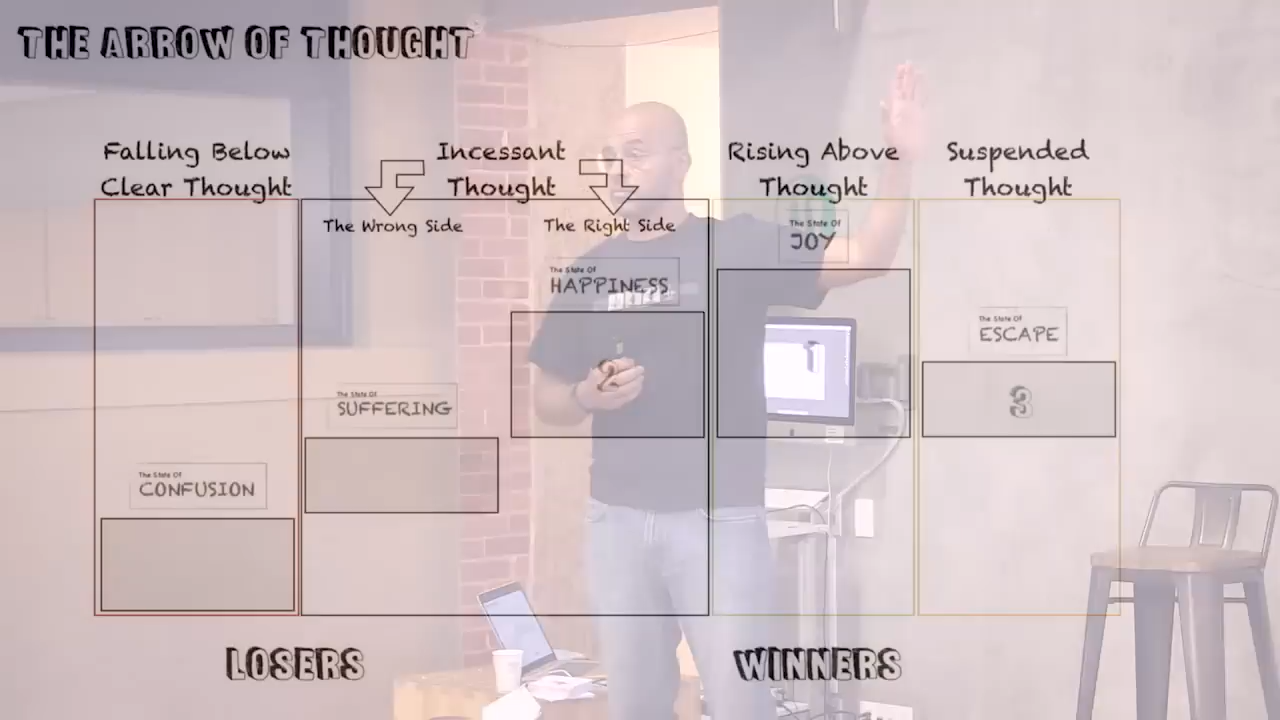 THE ARROW OF THOUGHT
Falling Below
Clear Thought
Incessant
Thought
Rising Above
Thought
Suspended
Thought
The Wrong Side
The Right Side
The State Of
JOY
The State Of
HAPPINESS
The State Of
ESCAPE
The State Of
SUFFERING
The State Of
CONFUSION
2
3
LOSERS
WINNERS